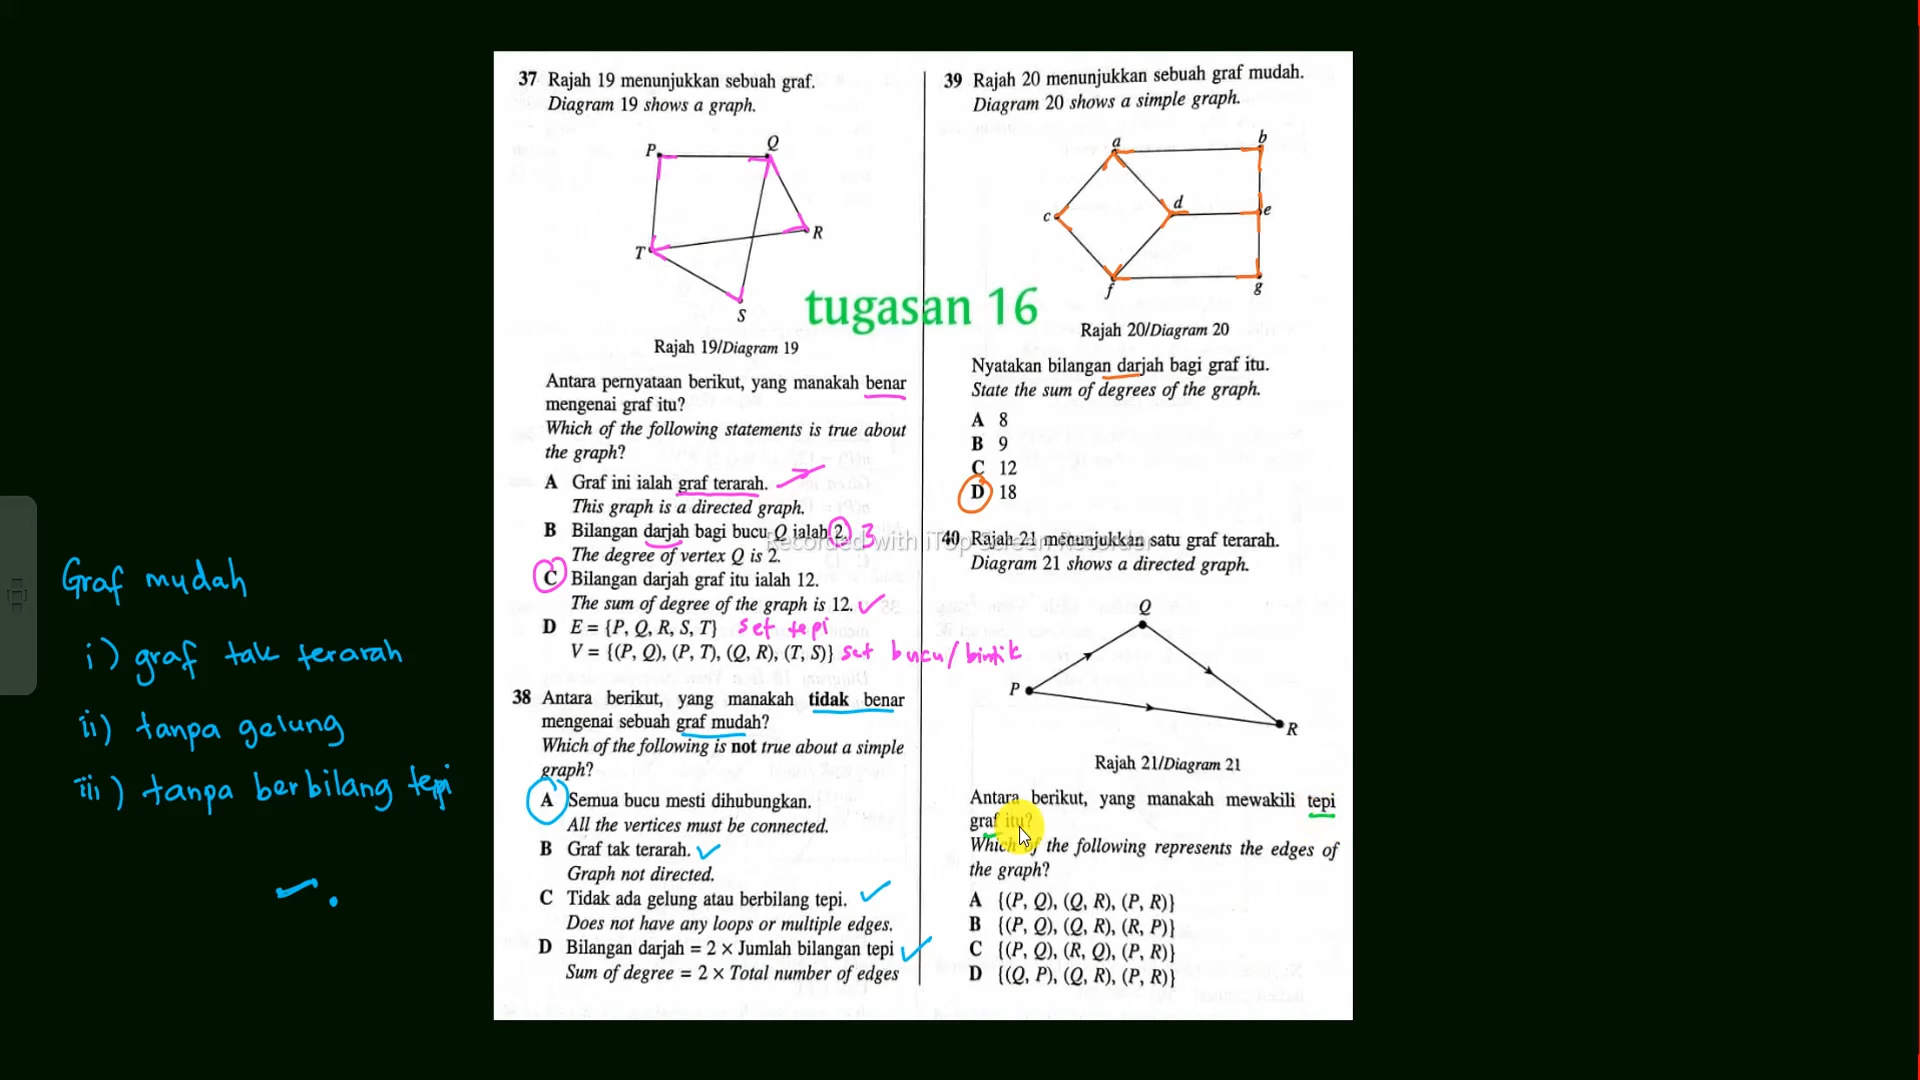 37 Rajah 19 menunjukkan sebuah graf.
Diagram 19 shows a graph.
P
Q
R
T
S
Rajah 19/Diagram 19
Antara pernyataan berikut, yang manakah benar
mengenai graf itu?
Which of the following statements is true about
the graph?
A Graf ini ialah graf terarah.
This graph is a directed graph.
B Bilangan darjah bagi bucu Q ialah 2. 3
The degree of vertex Q is 2.
C Bilangan darjah graf itu ialah 12.
The sum of degree of the graph is 12.
D E = {P, Q, R, S, T} set tepi
V = {(P, Q), (P, T), (Q, R), (T, S)} set bucu/bintik
38 Antara berikut, yang manakah tidak benar
mengenai sebuah graf mudah?
Which of the following is not true about a simple
graph?
A Semua bucu mesti dihubungkan.
All the vertices must be connected.
B Graf tak terarah.
Graph not directed.
C Tidak ada gelung atau berbilang tepi.
Does not have any loops or multiple edges.
D Bilangan darjah = 2 × Jumlah bilangan tepi
Sum of degree = 2 × Total number of edges
39 Rajah 20 menunjukkan sebuah graf mudah.
Diagram 20 shows a simple graph.
a
b
c
d
e
f
g
Rajah 20/Diagram 20
Nyatakan bilangan darjah bagi graf itu.
State the sum of degrees of the graph.
A 8
B 9
C 12
D 18
40 Rajah 21 menunjukkan satu graf terarah.
Diagram 21 shows a directed graph.
Q
P
R
Rajah 21/Diagram 21
Antara berikut, yang manakah mewakili tepi
graf itu?
Which of the following represents the edges of
the graph?
A {(P, Q), (Q, R), (P, R)}
B {(P, Q), (Q, R), (R, P)}
C {(P, Q), (R, Q), (P, R)}
D {(Q, P), (Q, R), (P, R)}
tugasan 16
Recorded with iTop Screen Recorder
Graf mudah
i) graf tak terarah
ii) tanpa gelung
iii) tanpa berbilang tepi